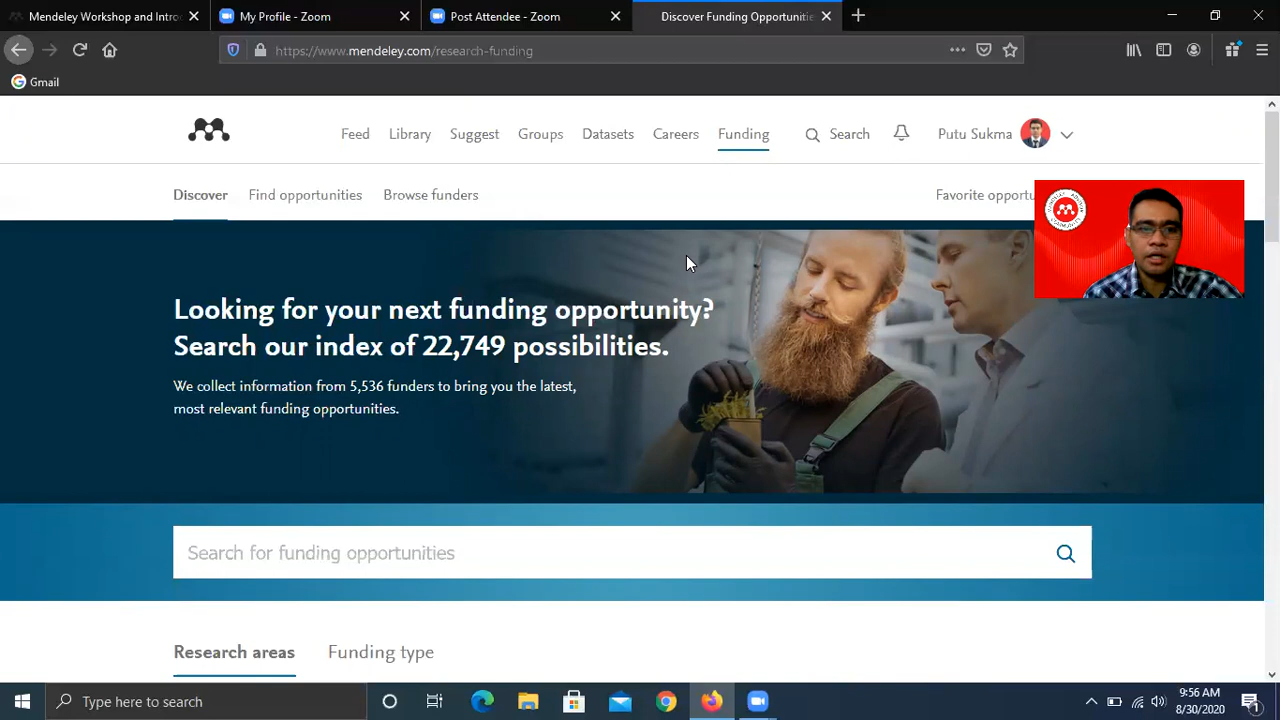 Mendeley Workshop and Intro
My Profile - Zoom
Post Attendee - Zoom
Discover Funding Opportunitie
https://www.mendeley.com/research-funding
Gmail
Feed
Library
Suggest
Groups
Datasets
Careers
Funding
Search
Putu Sukma
Discover
Find opportunities
Browse funders
Favorite opportu
Looking for your next funding opportunity?
Search our index of 22,749 possibilities.
We collect information from 5,536 funders to bring you the latest,
most relevant funding opportunities.
Search for funding opportunities
Research areas
Funding type
Type here to search
9:56 AM
8/30/2020
1